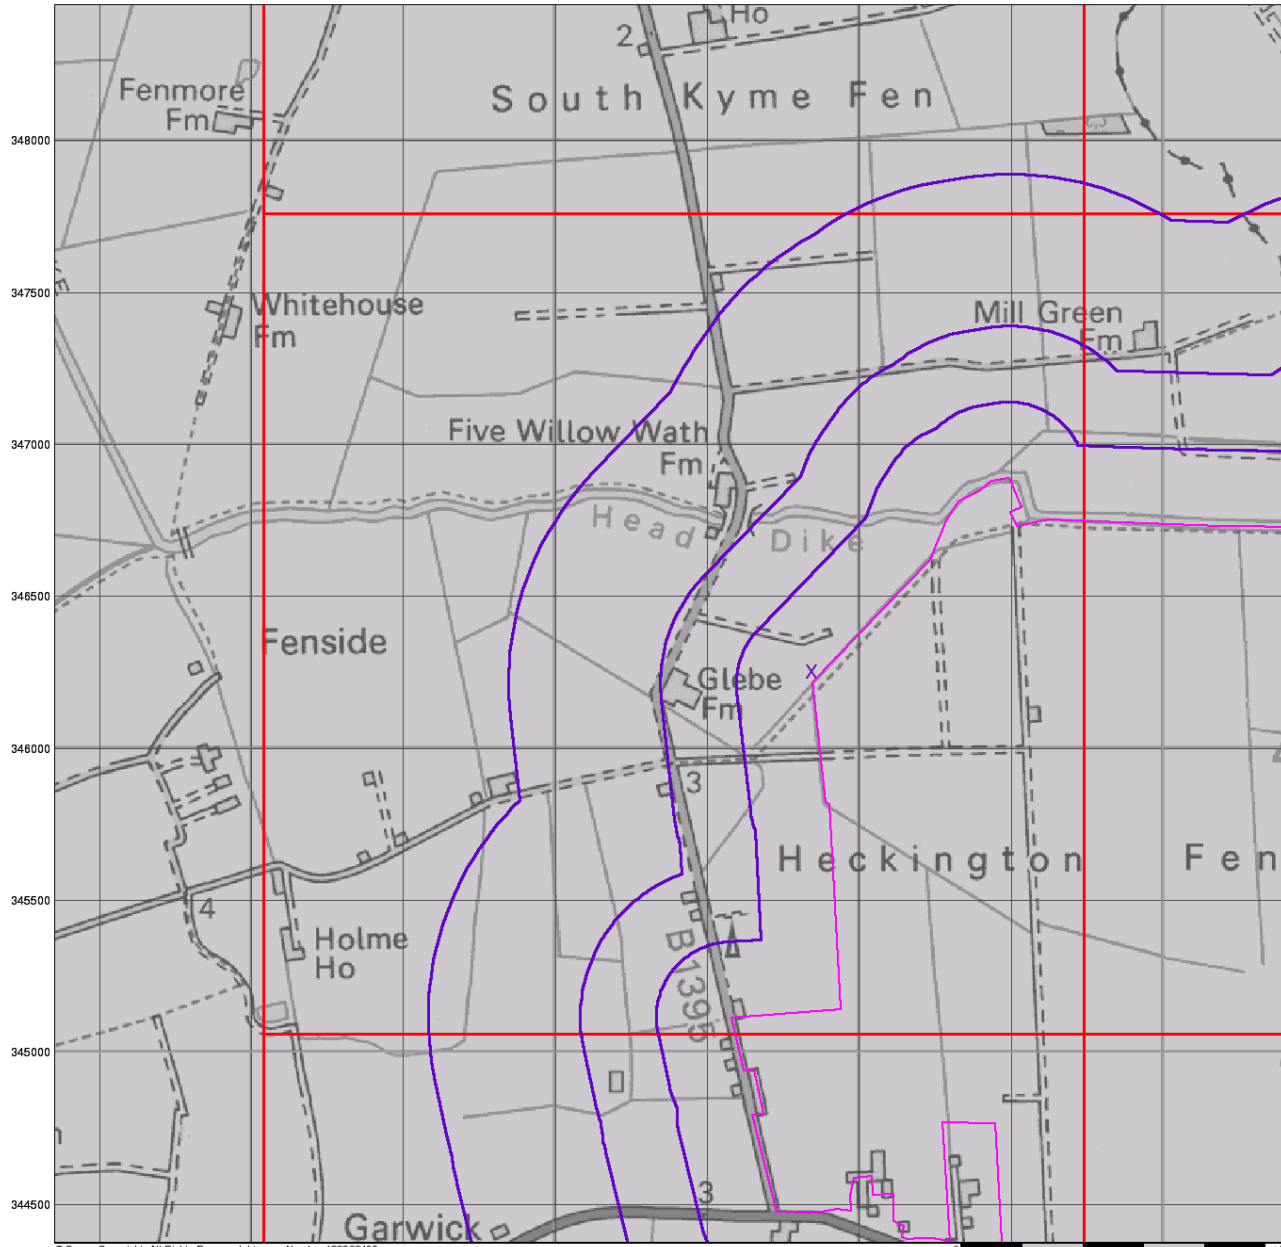 Ho
2
South Kyme Fen
Fenmore
Fm
348000
347500
Whitehouse
Fm
Mill Green
Fm
347000
Five Willow Wath
Fm
Head Dike
346500
Fenside
X
Glebe
Fm
346000
3
Heckington Fen
345500
4
Holme
Ho
B 1395
345000
344500
3
Garwick